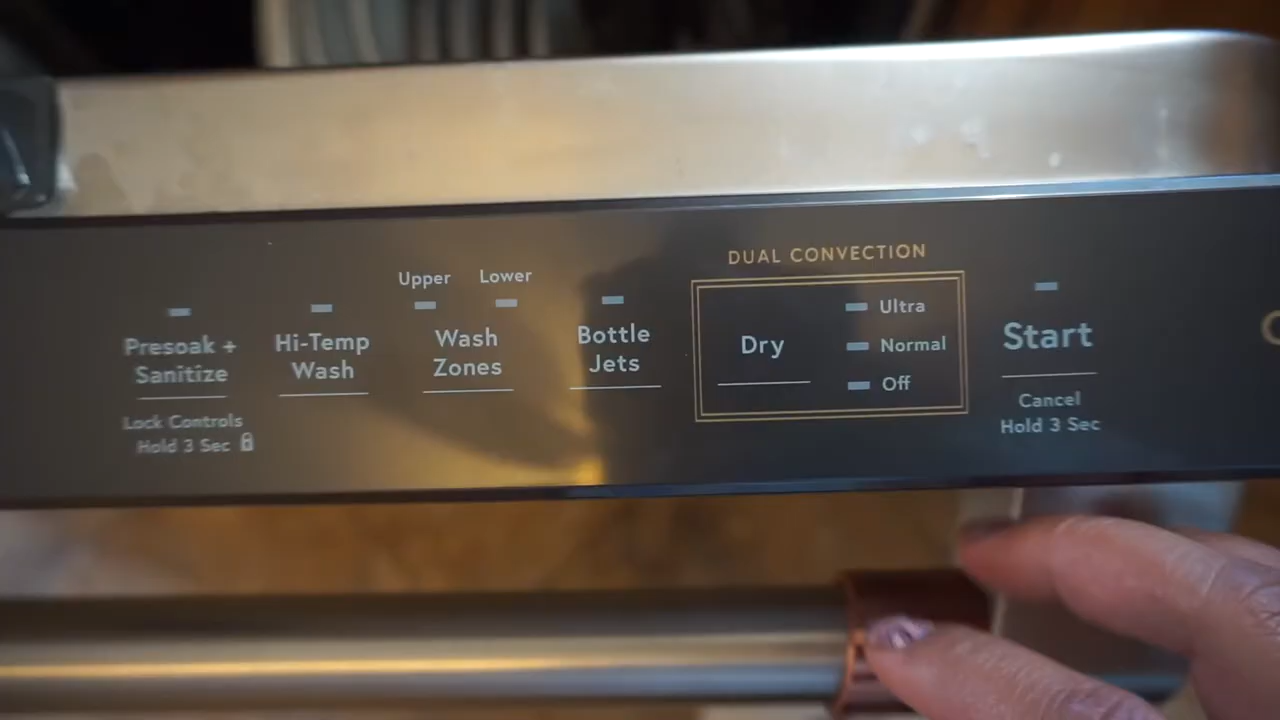 Presoak +
Sanitize
Lock Controls
Hold 3 Sec
Hi-Temp
Wash
Upper Lower
Wash
Zones
Bottle
Jets
DUAL CONVECTION
Dry
Ultra
Normal
Off
Start
Cancel
Hold 3 Sec